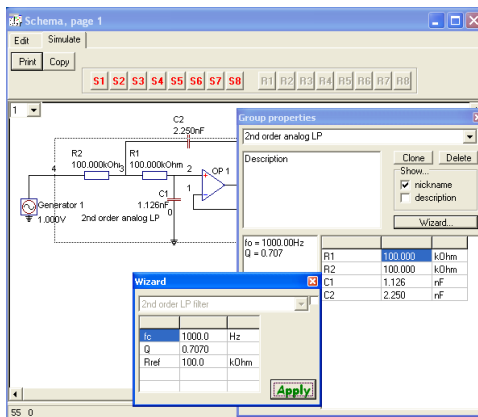 Schema, page 1
Edit Simulate
Print Copy
S1 S2 S3 S4 S5 S6 S7 S8 R1 R2 R3 R4 R5 R6 R7 R8
1
C2
2.250nF
R2 R1
100.000kOhm 3 100.000kOhm
4 2 OP 1
1
C1
1.126nF
0
Generator 1
1.000V
2nd order analog LP
Group properties
2nd order analog LP
Description
Clone Delete
Show...
nickname
description
Wizard...
fo = 1000.00Hz
Q = 0.707
R1 100.000 kOhm
R2 100.000 kOhm
C1 1.126 nF
C2 2.250 nF
Wizard
2nd order LP filter
fc 1000.0 Hz
Q 0.7070
Rref 100.0 kOhm
Apply
55 0